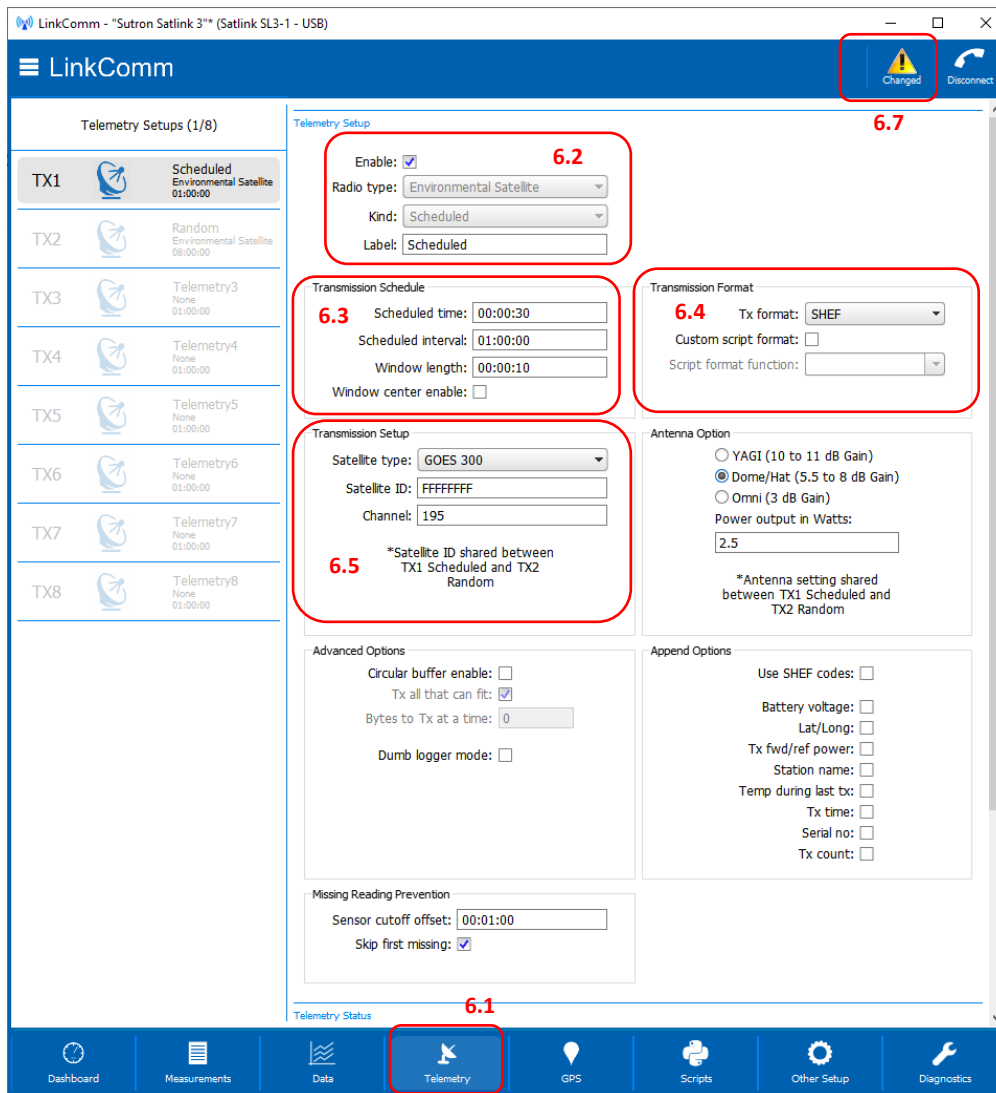 LinkComm - "Sutron Satlink 3"* (Satlink SL3-1 - USB)
LinkComm
Changed
Disconnect
6.7
Telemetry Setups (1/8)
TX1
Scheduled
Environmental Satellite
01:00:00
TX2
Random
Environmental Satellite
08:00:00
TX3
Telemetry3
None
01:00:00
TX4
Telemetry4
None
01:00:00
TX5
Telemetry5
None
01:00:00
TX6
Telemetry6
None
01:00:00
TX7
Telemetry7
None
01:00:00
TX8
Telemetry8
None
01:00:00
Telemetry Setup
6.2
Enable:
Radio type: Environmental Satellite
Kind: Scheduled
Label: Scheduled
Transmission Schedule
6.3
Scheduled time: 00:00:30
Scheduled interval: 01:00:00
Window length: 00:00:10
Window center enable:
Transmission Format
6.4
Tx format: SHEF
Custom script format:
Script format function:
Transmission Setup
Satellite type: GOES 300
Satellite ID: FFFFFFFF
Channel: 195
6.5
*Satellite ID shared between
TX1 Scheduled and TX2
Random
Antenna Option
YAGI (10 to 11 dB Gain)
Dome/Hat (5.5 to 8 dB Gain)
Omni (3 dB Gain)
Power output in Watts:
2.5
*Antenna setting shared
between TX1 Scheduled and
TX2 Random
Advanced Options
Circular buffer enable:
Tx all that can fit:
Bytes to Tx at a time: 0
Dumb logger mode:
Append Options
Use SHEF codes:
Battery voltage:
Lat/Long:
Tx fwd/ref power:
Station name:
Temp during last tx:
Tx time:
Serial no:
Tx count:
Missing Reading Prevention
Sensor cutoff offset: 00:01:00
Skip first missing:
6.1
Telemetry Status
Dashboard
Measurements
Data
Telemetry
GPS
Scripts
Other Setup
Diagnostics